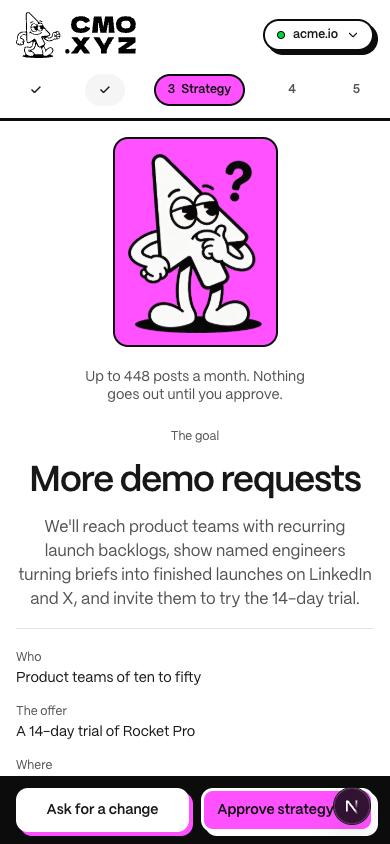 CMO
.XYZ
acme.io
3 Strategy
4
5
?
Up to 448 posts a month. Nothing
goes out until you approve.
The goal
More demo requests
We'll reach product teams with recurring
launch backlogs, show named engineers
turning briefs into finished launches on LinkedIn
and X, and invite them to try the 14-day trial.
Who
Product teams of ten to fifty
The offer
A 14-day trial of Rocket Pro
Where
Ask for a change
Approve strategy
N